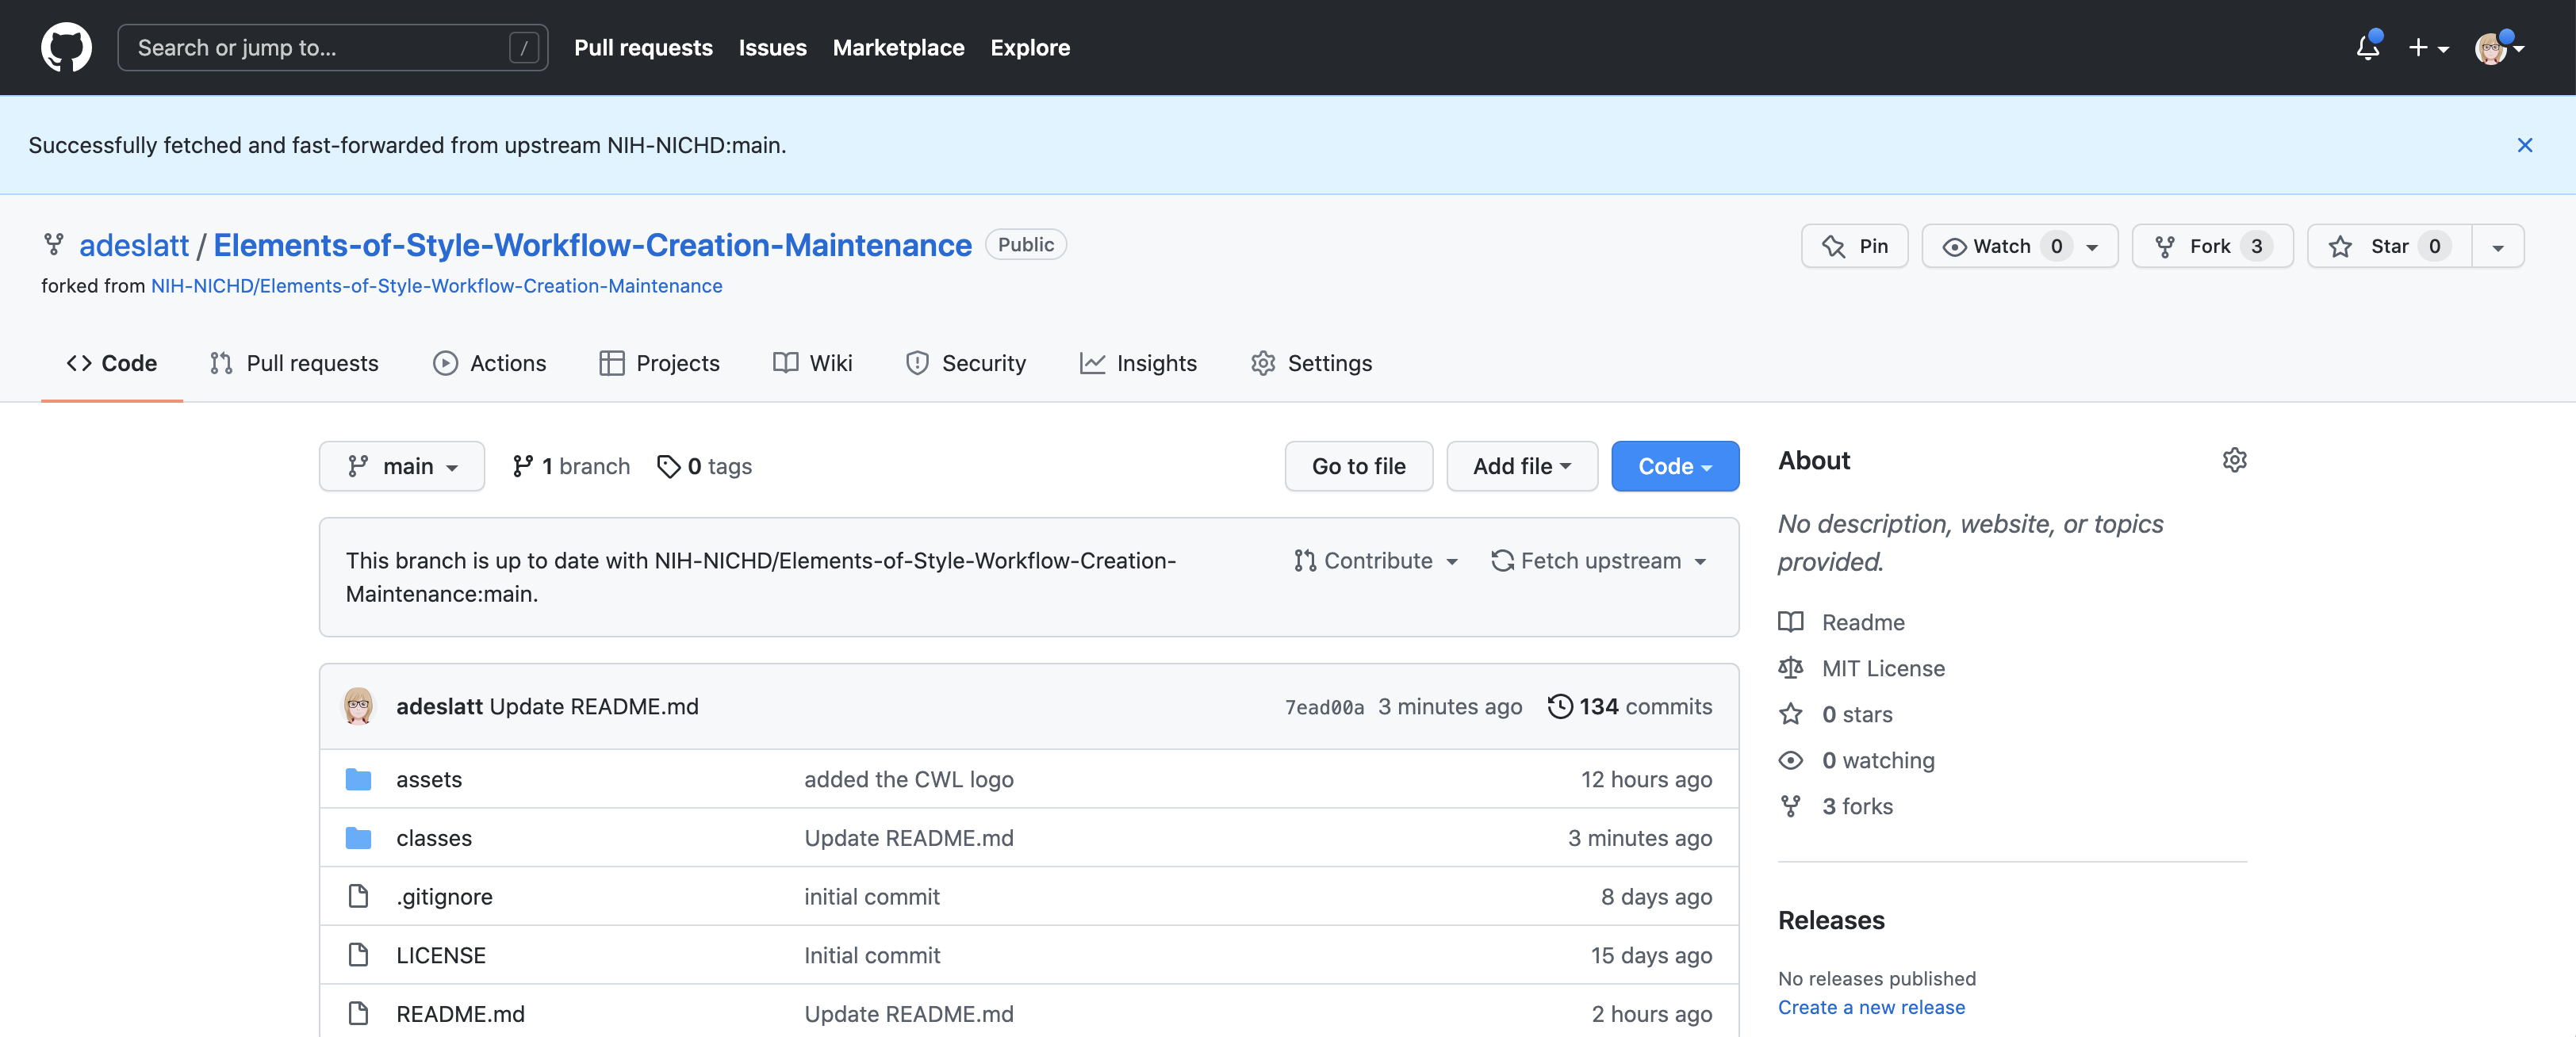 Search or jump to... /
Pull requests Issues Marketplace Explore
Successfully fetched and fast-forwarded from upstream NIH-NICHD:main.
adeslatt / Elements-of-Style-Workflow-Creation-Maintenance Public
Pin Watch 0 Fork 3 Star 0
forked from NIH-NICHD/Elements-of-Style-Workflow-Creation-Maintenance
Code Pull requests Actions Projects Wiki Security Insights Settings
main 1 branch 0 tags Go to file Add file Code
This branch is up to date with NIH-NICHD/Elements-of-Style-Workflow-Creation-
Maintenance:main.
Contribute Fetch upstream
adeslatt Update README.md 7ead00a 3 minutes ago 134 commits
assets added the CWL logo 12 hours ago
classes Update README.md 3 minutes ago
.gitignore initial commit 8 days ago
LICENSE Initial commit 15 days ago
README.md Update README.md 2 hours ago
About
No description, website, or topics
provided.
Readme
MIT License
0 stars
0 watching
3 forks
Releases
No releases published
Create a new release